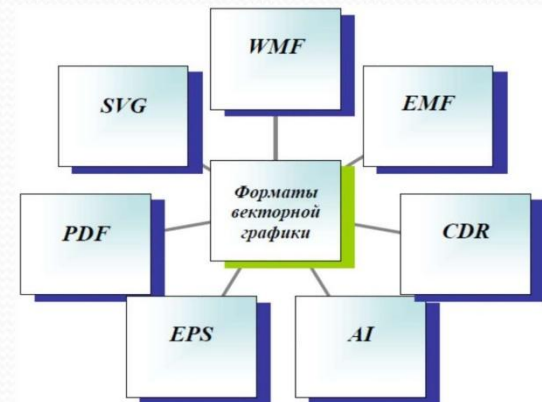 WMF
SVG
EMF
Форматы
векторной
графики
PDF
CDR
EPS
AI